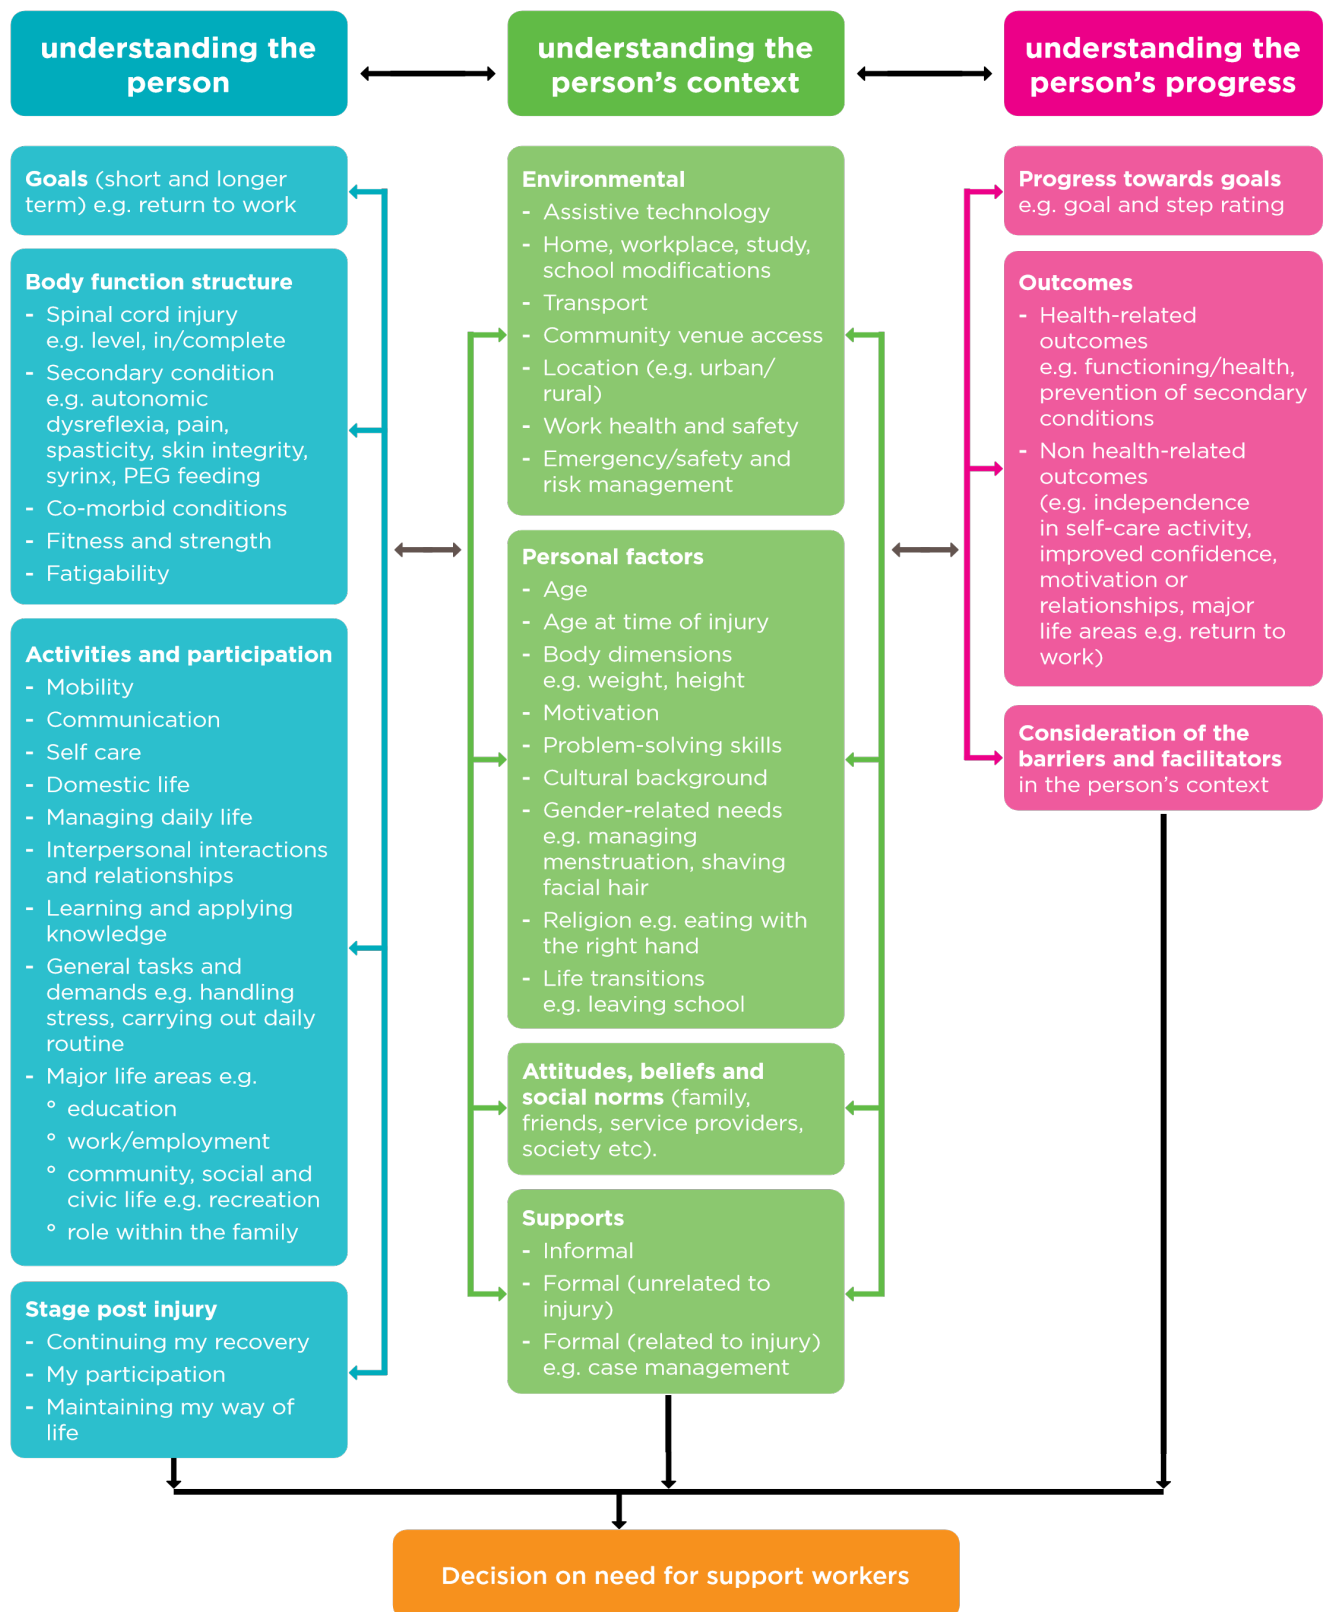 understanding the
person
understanding the
person's context
understanding the
person's progress
Goals (short and longer
term) e.g. return to work
Body function structure
- Spinal cord injury
e.g. level, in/complete
- Secondary condition
e.g. autonomic
dysreflexia, pain,
spasticity, skin integrity,
syrinx, PEG feeding
- Co-morbid conditions
- Fitness and strength
- Fatigability
Activities and participation
- Mobility
- Communication
- Self care
- Domestic life
- Managing daily life
- Interpersonal interactions
and relationships
- Learning and applying
knowledge
- General tasks and
demands e.g. handling
stress, carrying out daily
routine
- Major life areas e.g.
° education
° work/employment
° community, social and
civic life e.g. recreation
° role within the family
Stage post injury
- Continuing my recovery
- My participation
- Maintaining my way of
life
Environmental
- Assistive technology
- Home, workplace, study,
school modifications
- Transport
- Community venue access
- Location (e.g. urban/
rural)
- Work health and safety
- Emergency/safety and
risk management
Personal factors
- Age
- Age at time of injury
- Body dimensions
e.g. weight, height
- Motivation
- Problem-solving skills
- Cultural background
- Gender-related needs
e.g. managing
menstruation, shaving
facial hair
- Religion e.g. eating with
the right hand
- Life transitions
e.g. leaving school
Attitudes, beliefs and
social norms (family,
friends, service providers,
society etc).
Supports
- Informal
- Formal (unrelated to
injury)
- Formal (related to injury)
e.g. case management
Progress towards goals
e.g. goal and step rating
Outcomes
- Health-related
outcomes
e.g. functioning/health,
prevention of secondary
conditions
- Non health-related
outcomes
(e.g. independence
in self-care activity,
improved confidence,
motivation or
relationships, major
life areas e.g. return to
work)
Consideration of the
barriers and facilitators
in the person's context
Decision on need for support workers